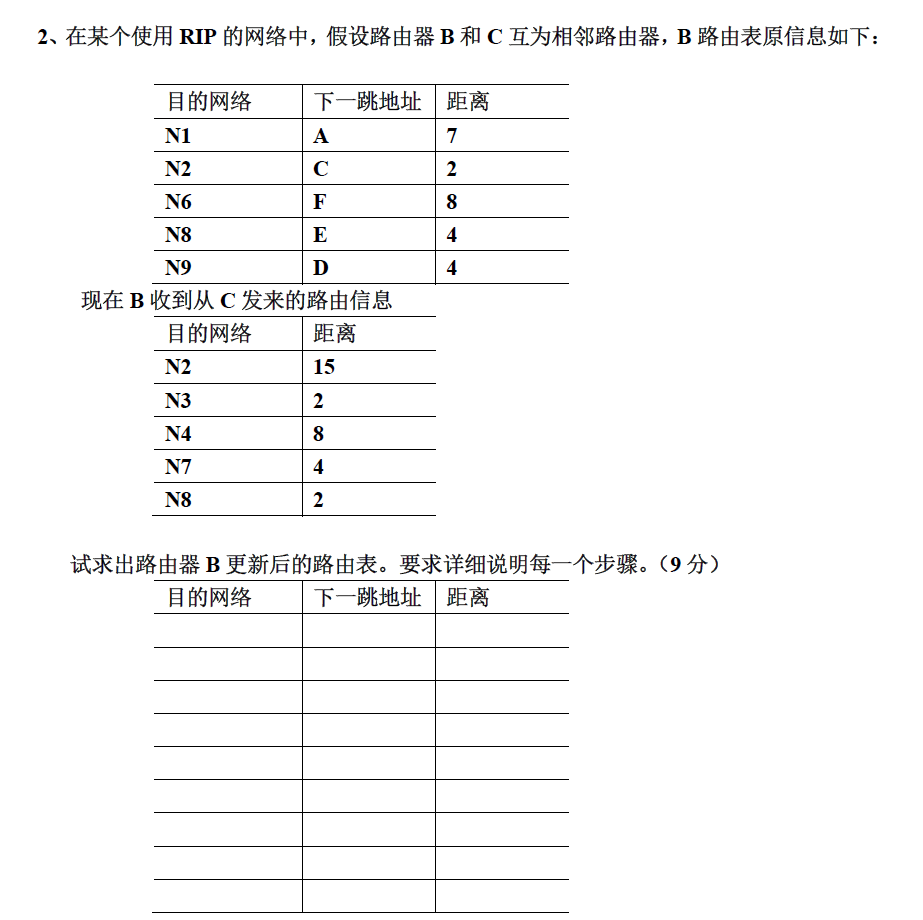 2、在某个使用 RIP 的网络中，假设路由器 B 和 C 互为相邻路由器，B 路由表原信息如下：
目的网络 下一跳地址 距离
N1 A 7
N2 C 2
N6 F 8
N8 E 4
N9 D 4
现在 B 收到从 C 发来的路由信息
目的网络 距离
N2 15
N3 2
N4 8
N7 4
N8 2
试求出路由器 B 更新后的路由表。要求详细说明每一个步骤。（9 分）
目的网络 下一跳地址 距离